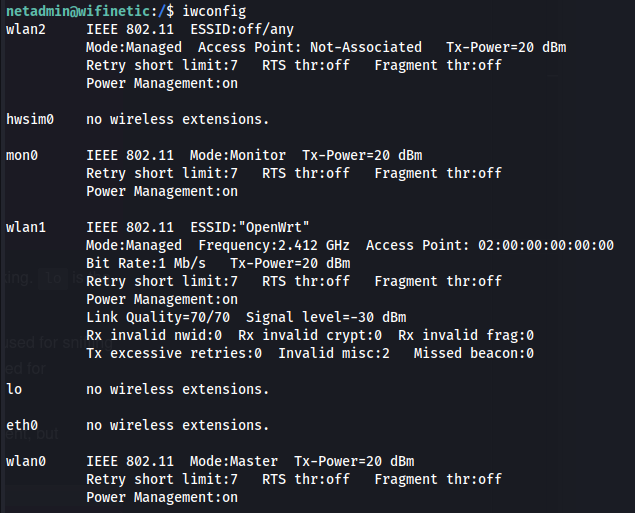 netadmin@wifinetic:/$ iwconfig
wlan2     IEEE 802.11  ESSID:off/any
          Mode:Managed  Access Point: Not-Associated   Tx-Power=20 dBm
          Retry short limit:7   RTS thr:off   Fragment thr:off
          Power Management:on

hwsim0    no wireless extensions.

mon0      IEEE 802.11  Mode:Monitor  Tx-Power=20 dBm
          Retry short limit:7   RTS thr:off   Fragment thr:off
          Power Management:on

wlan1     IEEE 802.11  ESSID:"OpenWrt"
          Mode:Managed  Frequency:2.412 GHz  Access Point: 02:00:00:00:00:00
          Bit Rate:1 Mb/s   Tx-Power=20 dBm
          Retry short limit:7   RTS thr:off   Fragment thr:off
          Power Management:on
          Link Quality=70/70  Signal level=-30 dBm
          Rx invalid nwid:0  Rx invalid crypt:0  Rx invalid frag:0
          Tx excessive retries:0  Invalid misc:2   Missed beacon:0

lo        no wireless extensions.

eth0      no wireless extensions.

wlan0     IEEE 802.11  Mode:Master  Tx-Power=20 dBm
          Retry short limit:7   RTS thr:off   Fragment thr:off
          Power Management:on